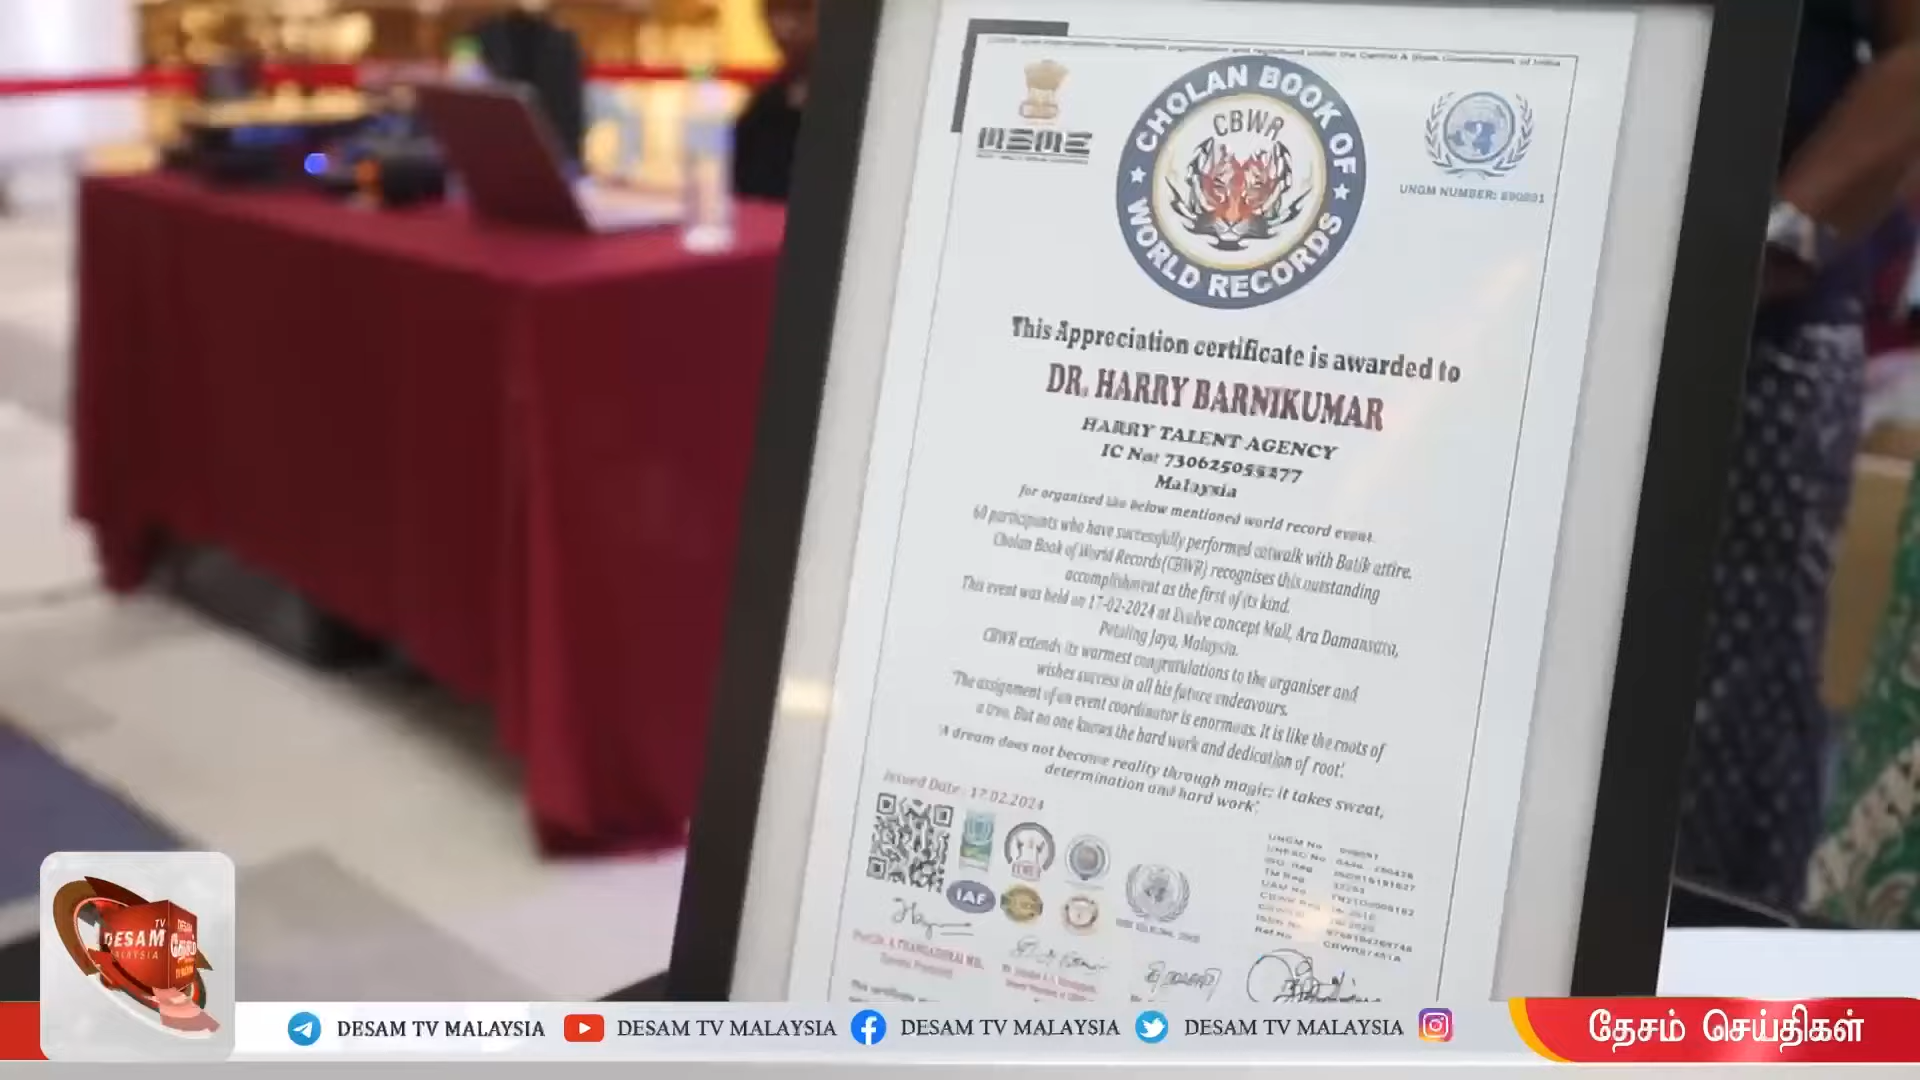 CHOLAN BOOK OF
WORLD RECORDS
CBWR
UNGM NUMBER: 890891
This Appreciation certificate is awarded to
DR. HARRY BARNIKUMAR
HARRY TALENT AGENCY
IC No:
Malaysia
for organised the below mentioned world record event.
60 participants who have successfully performed catwalk with Batik attire.
Cholan Book of World Records(CBWR) recognises this outstanding
accomplishment as the first of its kind.
This event was held on 17-02-2024 at Evolve concept Mall, Ara Damansara,
Petaling Jaya, Malaysia.
CBWR extends its warmest congratulations to the organiser and
wishes success in all his future endeavours.
'The assignment of an event coordinator is enormous. It is like the roots of
a tree. But no one knows the hard work and dedication of root'.
'A dream does not become reality through magic; it takes sweat,
determination and hard work'.
Issued Date : 17.02.2024
IAF
TV
DESAM
MALAYSIA
DESAM TV MALAYSIA
DESAM TV MALAYSIA
DESAM TV MALAYSIA
DESAM TV MALAYSIA
தேசம் செய்திகள்